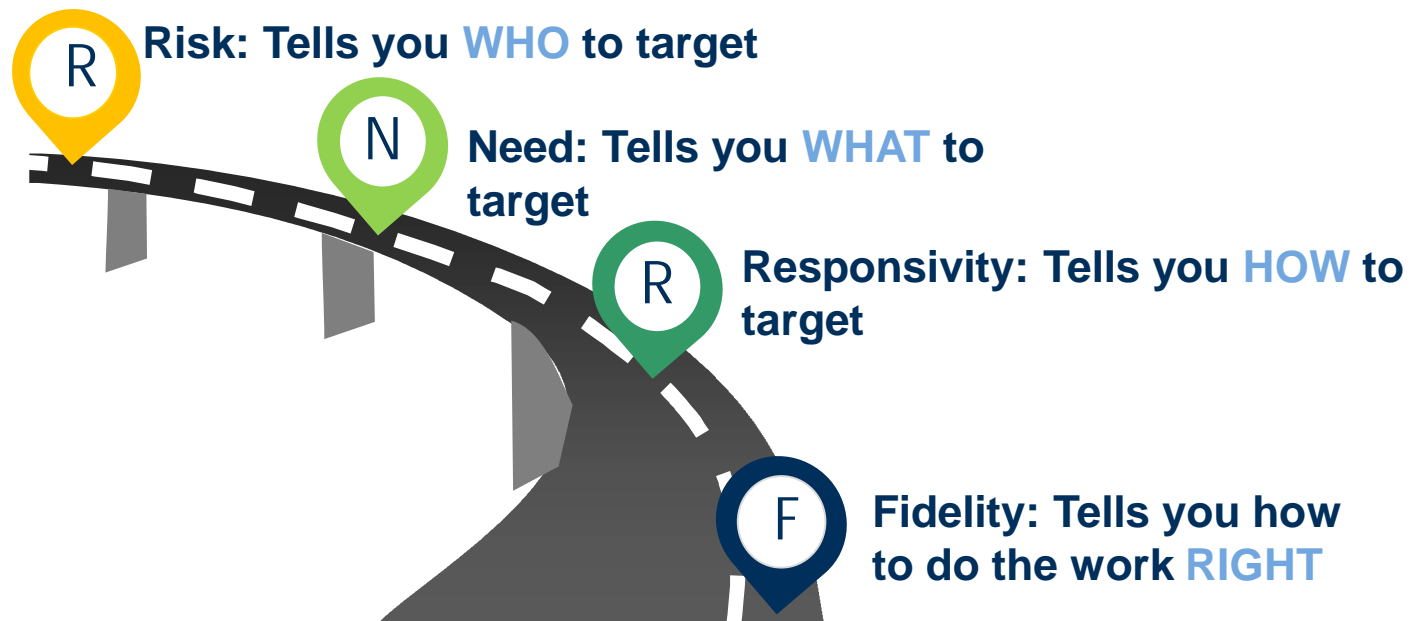 R
Risk: Tells you WHO to target
N
Need: Tells you WHAT to
target
R
Responsivity: Tells you HOW to
target
F
Fidelity: Tells you how
to do the work RIGHT